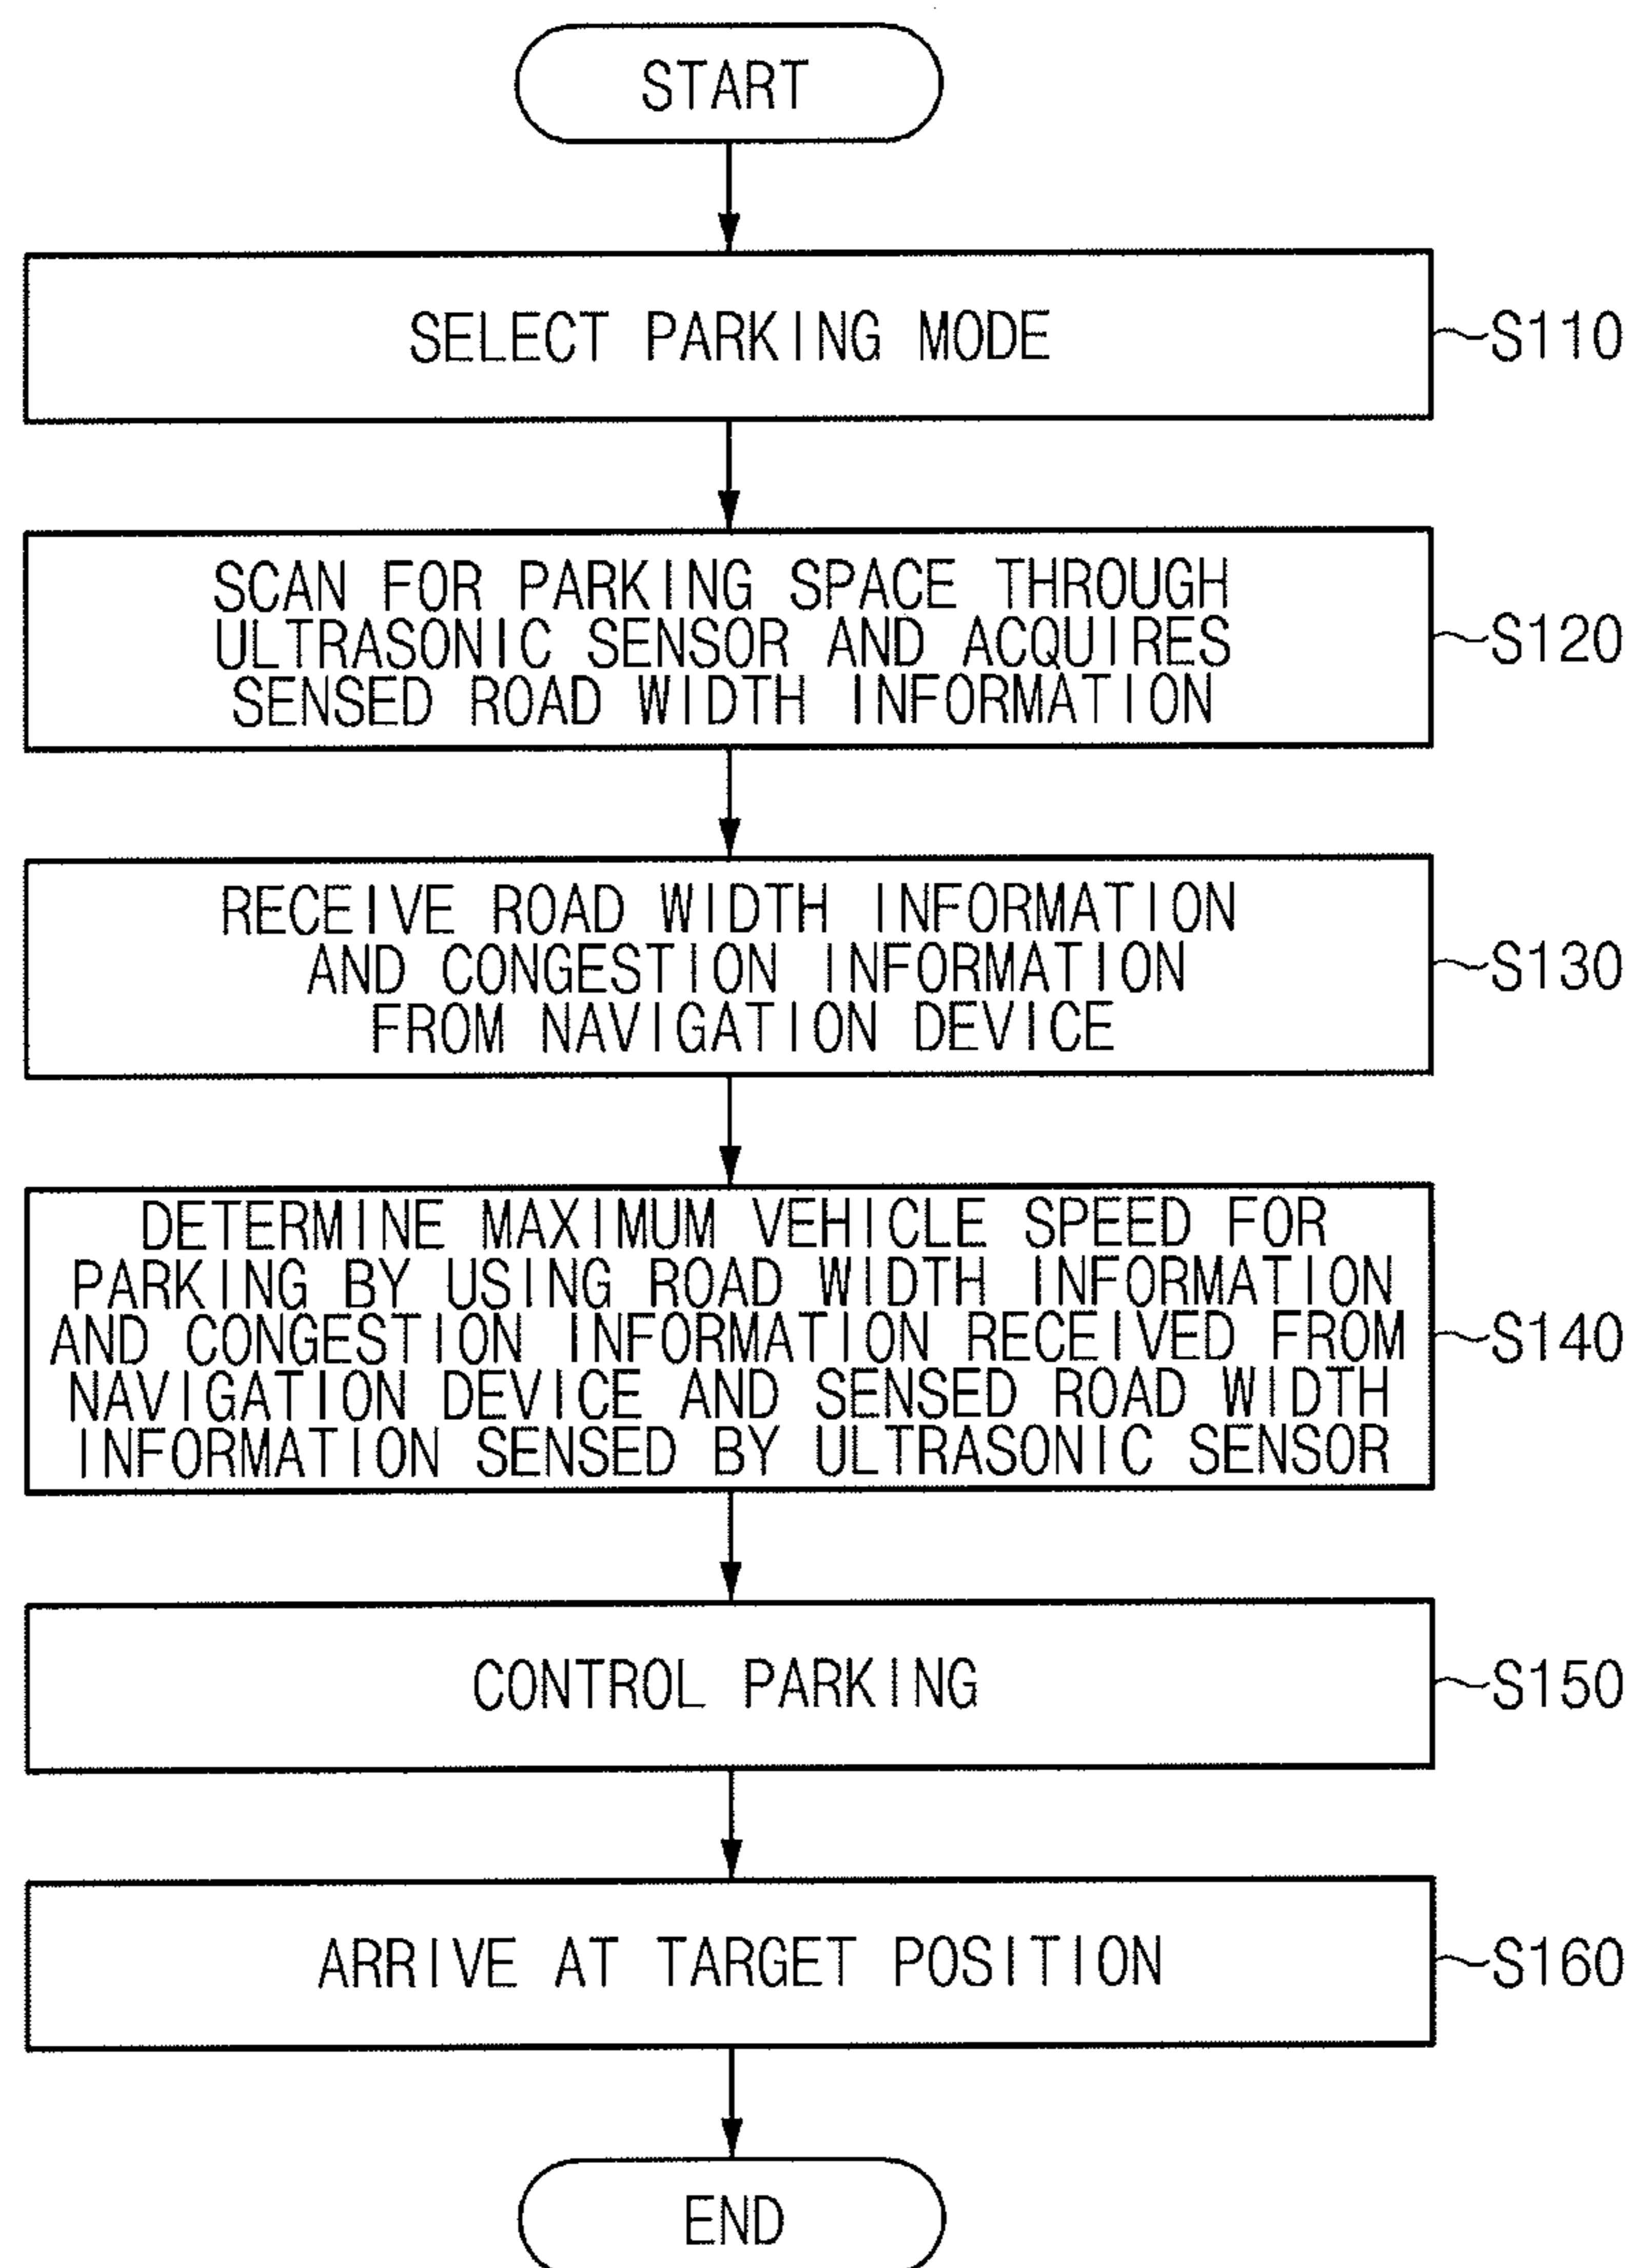 START
SELECT PARKING MODE
S110
SCAN FOR PARKING SPACE THROUGH
ULTRASONIC SENSOR AND ACQUIRES
SENSED ROAD WIDTH INFORMATION
S120
RECEIVE ROAD WIDTH INFORMATION
AND CONGESTION INFORMATION
FROM NAVIGATION DEVICE
S130
DETERMINE MAXIMUM VEHICLE SPEED FOR
PARKING BY USING ROAD WIDTH INFORMATION
AND CONGESTION INFORMATION RECEIVED FROM
NAVIGATION DEVICE AND SENSED ROAD WIDTH
INFORMATION SENSED BY ULTRASONIC SENSOR
S140
CONTROL PARKING
S150
ARRIVE AT TARGET POSITION
S160
END